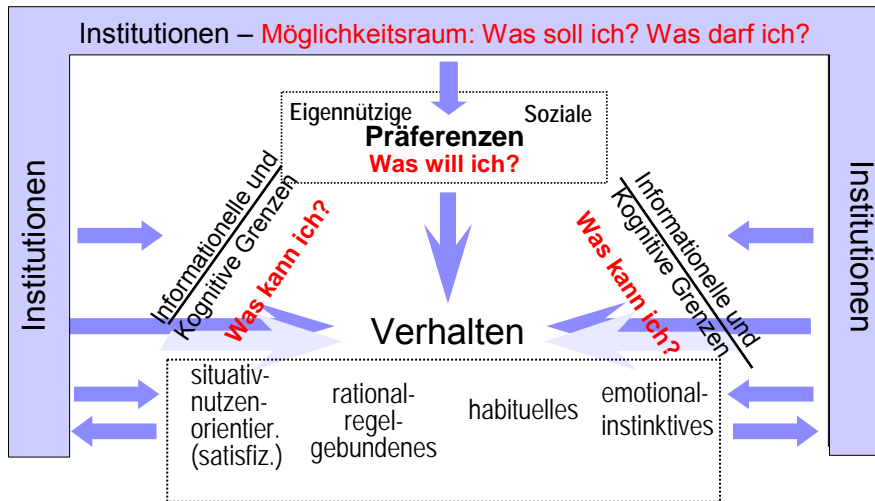 Institutionen – Möglichkeitsraum: Was soll ich? Was darf ich?
Eigennützige Soziale
Präferenzen
Was will ich?
Institutionen
Informationelle und
Kognitive Grenzen
Was kann ich?
Informationelle und
Kognitive Grenzen
Was kann ich?
Institutionen
Verhalten
situativ-
nutzen-
orientier.
(satisfiz.)
rational-
regel-
gebundenes
habituelles
emotional-
instinktives